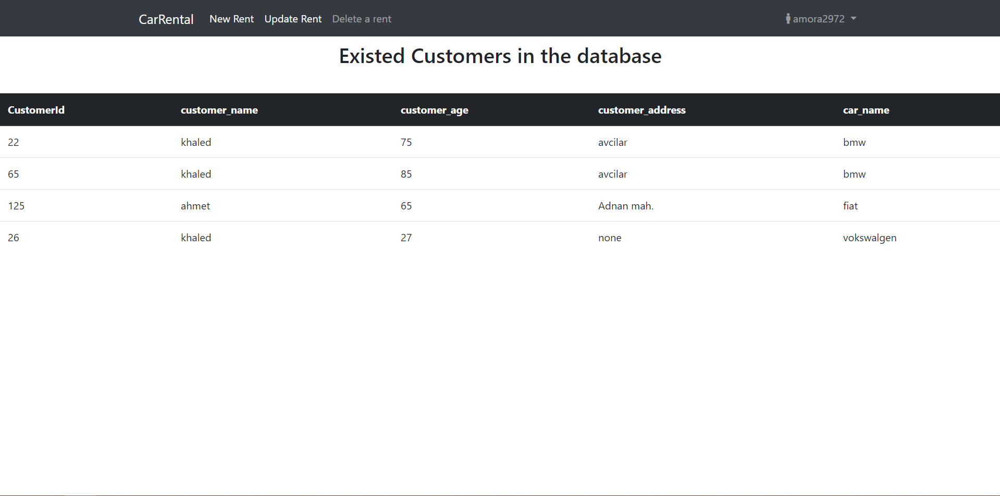 CarRental New Rent Update Rent Delete a rent amora2972
Existed Customers in the database
CustomerId customer_name customer_age customer_address car_name
22 khaled 75 avcilar bmw
65 khaled 85 avcilar bmw
125 ahmet 65 Adnan mah. fiat
26 khaled 27 none vokswalgen